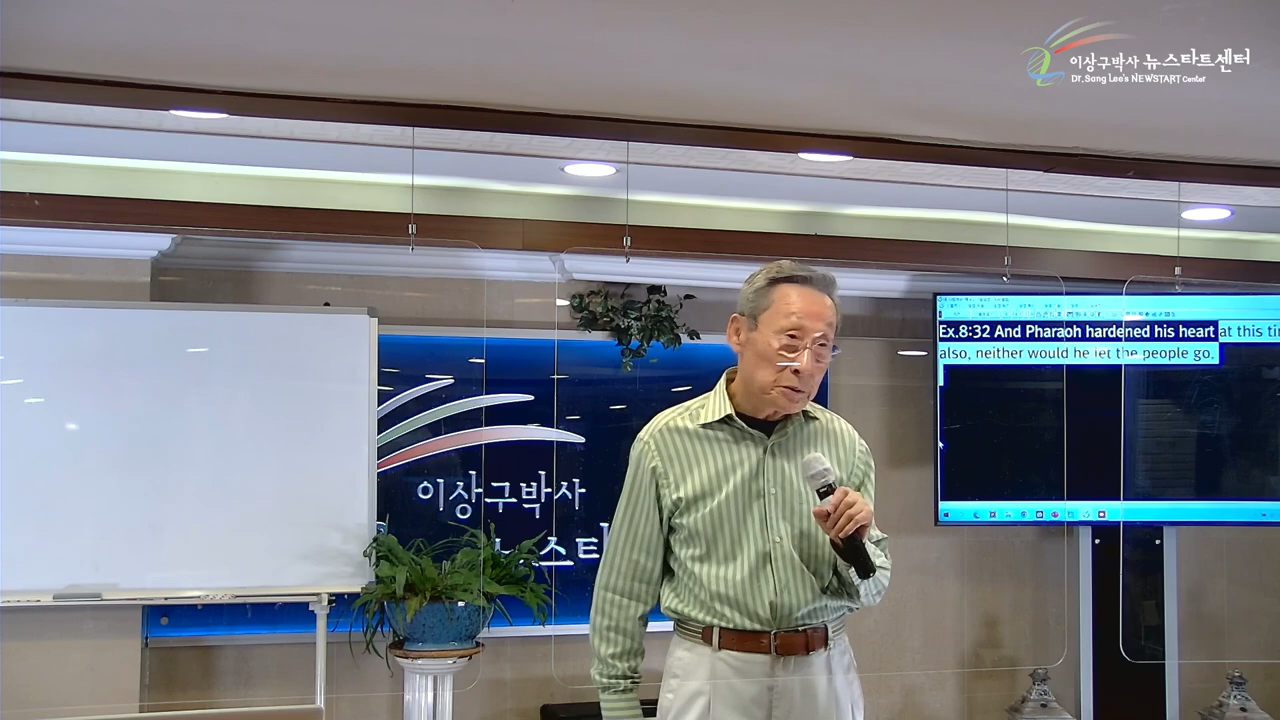 이상구박사 뉴스타트센터
Dr. Sang Lee's NEWSTART Center
Ex.8:32 And Pharaoh hardened his heart at this
also, neither would he let the people go.
이상구박사
스타